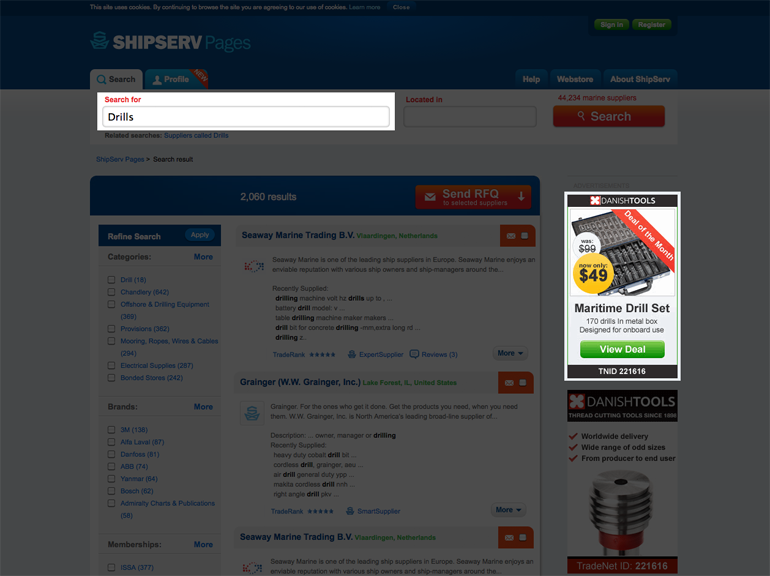 This site uses cookies. By continuing to browse the site you are agreeing to our use of cookies. Learn more Close
Sign in Register
SHIPSERV Pages
Search Profile NEW Help Webstore About ShipServ
Search for
Drills
Located in
44,234 marine suppliers
Search
Related searches: Suppliers called Drills
ShipServ Pages > Search result
2,060 results
Send RFQ
to selected suppliers
Refine Search Apply
Categories: More
Drill (18)
Chandlery (842)
Offshore & Drilling Equipment
(369)
Provisions (362)
Mooring, Ropes, Wires & Cables
(294)
Electrical Supplies (267)
Bonded Stores (242)
Brands: More
3M (138)
Alfa Laval (87)
Danfoss (81)
ABB (74)
Yanmar (64)
Bosch (62)
Admiralty Charts & Publications
(58)
Memberships: More
ISSA (377)
Seaway Marine Trading B.V. Vlaardingen, Netherlands
Seaway Marine is one of the leading ship suppliers in Europe. Seaway Marine enjoys an
enviable reputation with various ship owners and ship-managers around the...
Recently Supplied:
drilling machine volt hz drills up to . . .
battery drill model: v ...
table drilling machine maker makers ...
drill bit for concrete drilling -mm,extra long rd ...
drilling z..
TradeRank ExpertSupplier Reviews (3) More
Grainger (W.W. Grainger, Inc.) Lake Forest, IL, United States
Grainger. For the ones who get it done. Get the products you need, when you need
them. W.W. Grainger, Inc. is North America's leading broad-line supplier of...
Description: ... owner, manager or drilling
Recently Supplied:
heavy duty cobalt drill bit ...
cordless drill, grainger, seu ...
air drill general duty ypp ...
makita cordless drill nnh ...
right angle drill pkv ...
TradeRank SmartSupplier More
Seaway Marine Trading B.V. Vlaardingen, Netherlands
Seaway Marine is one of the leading ship suppliers in Europe. Seaway Marine enjoys an
enviable reputation with various ship owners and ship-managers around the...
DANISHTOOLS
Deal of the Month
was:
$99
now only:
$49
Maritime Drill Set
170 drills In metal box
Designed for onboard use
View Deal
TNID 221616
DANISHTOOLS
THREAD CUTTING TOOLS SINCE 1896
Worldwide delivery
Wide range of odd sizes
From producer to end user
TradeNet ID: 221616